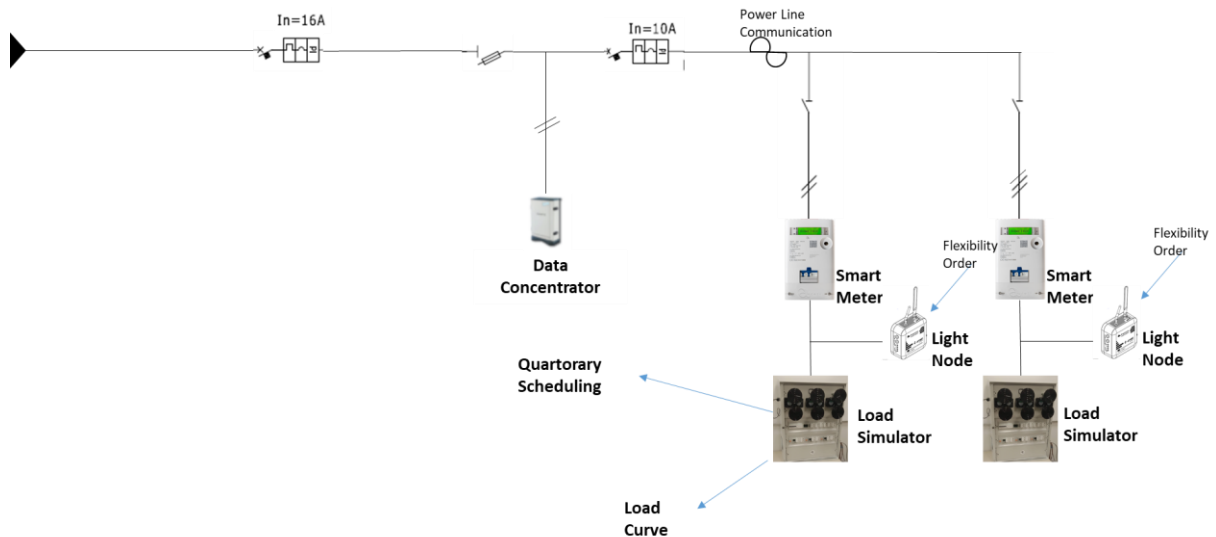 In=16A
In=10A
Power Line
Communication
Data
Concentrator
Smart
Meter
Flexibility
Order
Smart
Meter
Flexibility
Order
Light
Node
Light
Node
Quartorary
Scheduling
Load
Simulator
Load
Simulator
Load
Curve